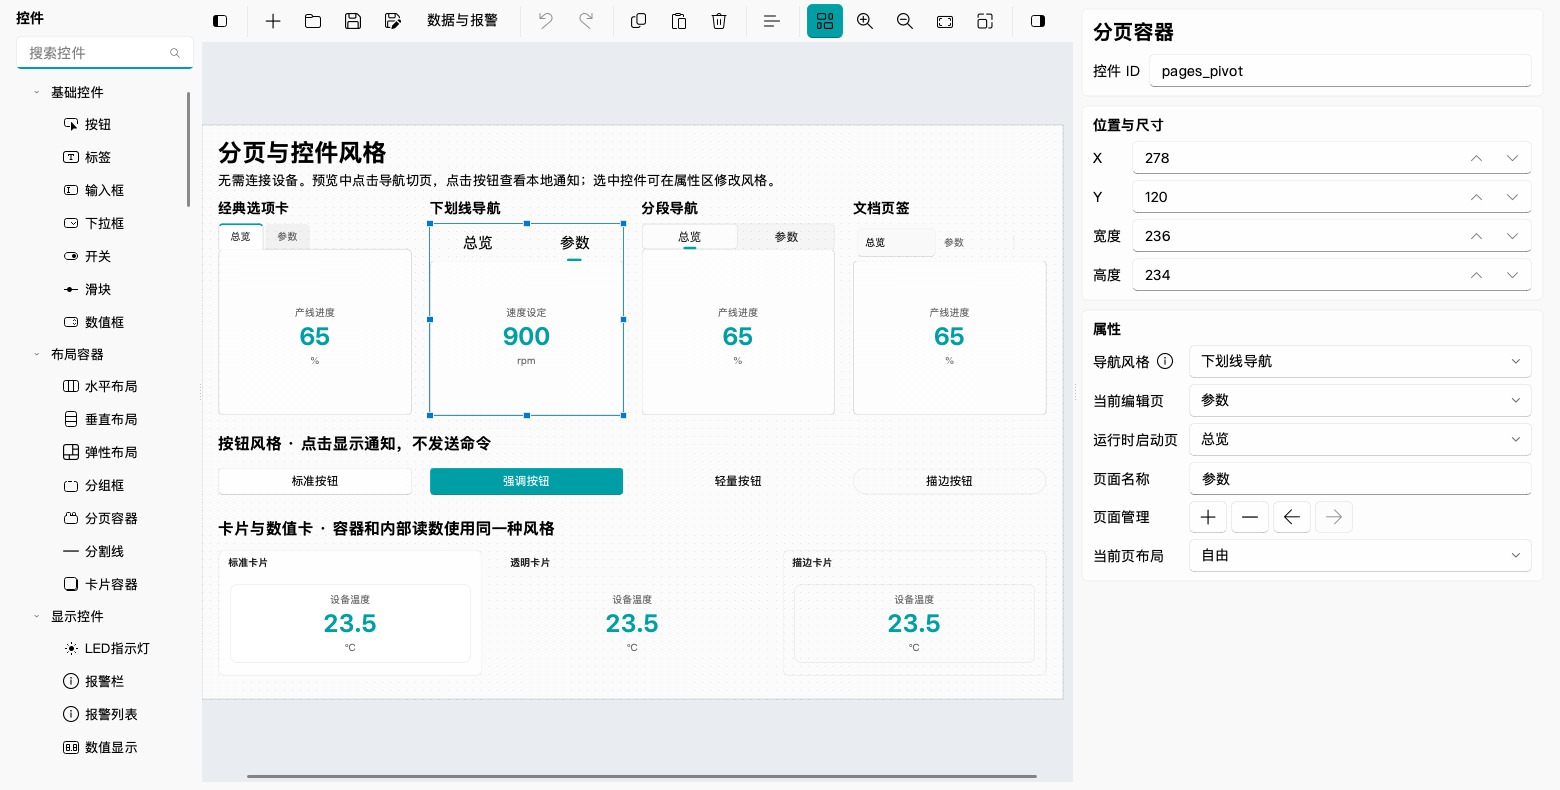 控件
搜索控件
基础控件
按钮
标签
输入框
下拉框
开关
滑块
数值框
布局容器
水平布局
垂直布局
弹性布局
分组框
分页容器
分割线
卡片容器
显示控件
LED指示灯
报警栏
报警列表
数值显示
数据与报警
分页与控件风格
无需连接设备。预览中点击导航切页，点击按钮查看本地通知；选中控件可在属性区修改风格。
经典选项卡
总览 参数
产线进度
65
%
下划线导航
总览 参数
速度设定
900
rpm
分段导航
总览 参数
产线进度
65
%
文档页签
总览 参数
产线进度
65
%
按钮风格 · 点击显示通知，不发送命令
标准按钮 强调按钮 轻量按钮 描边按钮
卡片与数值卡 · 容器和内部读数使用同一种风格
标准卡片
设备温度
23.5
°C
透明卡片
设备温度
23.5
°C
描边卡片
设备温度
23.5
°C
分页容器
控件 ID pages_pivot
位置与尺寸
X 278
Y 120
宽度 236
高度 234
属性
导航风格 下划线导航
当前编辑页 参数
运行时启动页 总览
页面名称 参数
页面管理
当前页布局 自由